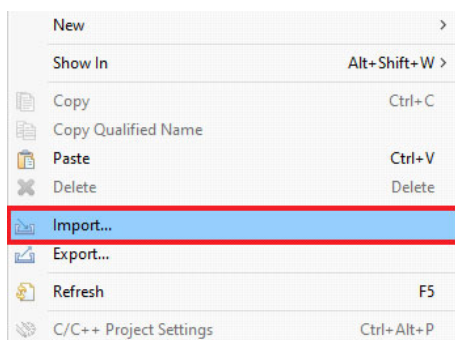 New >
Show In Alt+Shift+W >
Copy Ctrl+C
Copy Qualified Name
Paste Ctrl+V
Delete Delete
Import...
Export...
Refresh F5
C/C++ Project Settings Ctrl+Alt+P